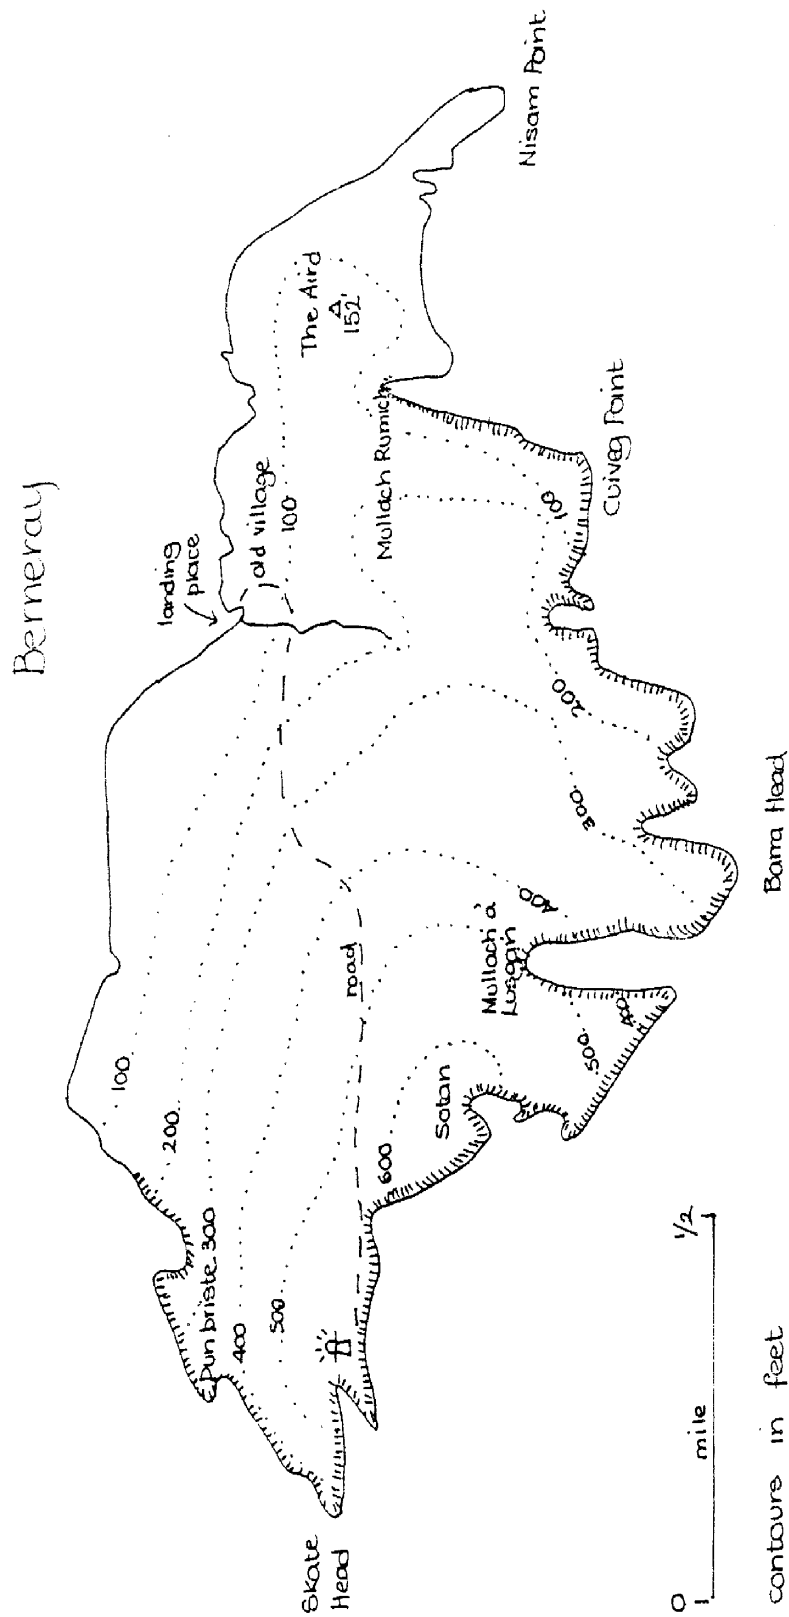 Berneray
Nisam Point
The Aird
152'
Mullach Rumich
Cuiveg Point
old village
landing
place
100
100
200
300
400
Barra Head
Mullach a'
Lusgan
road
500
400
Sotan
600
100
200
300
Dun briste
400
500
Skate
Head
0
mile
1/2
contours in feet